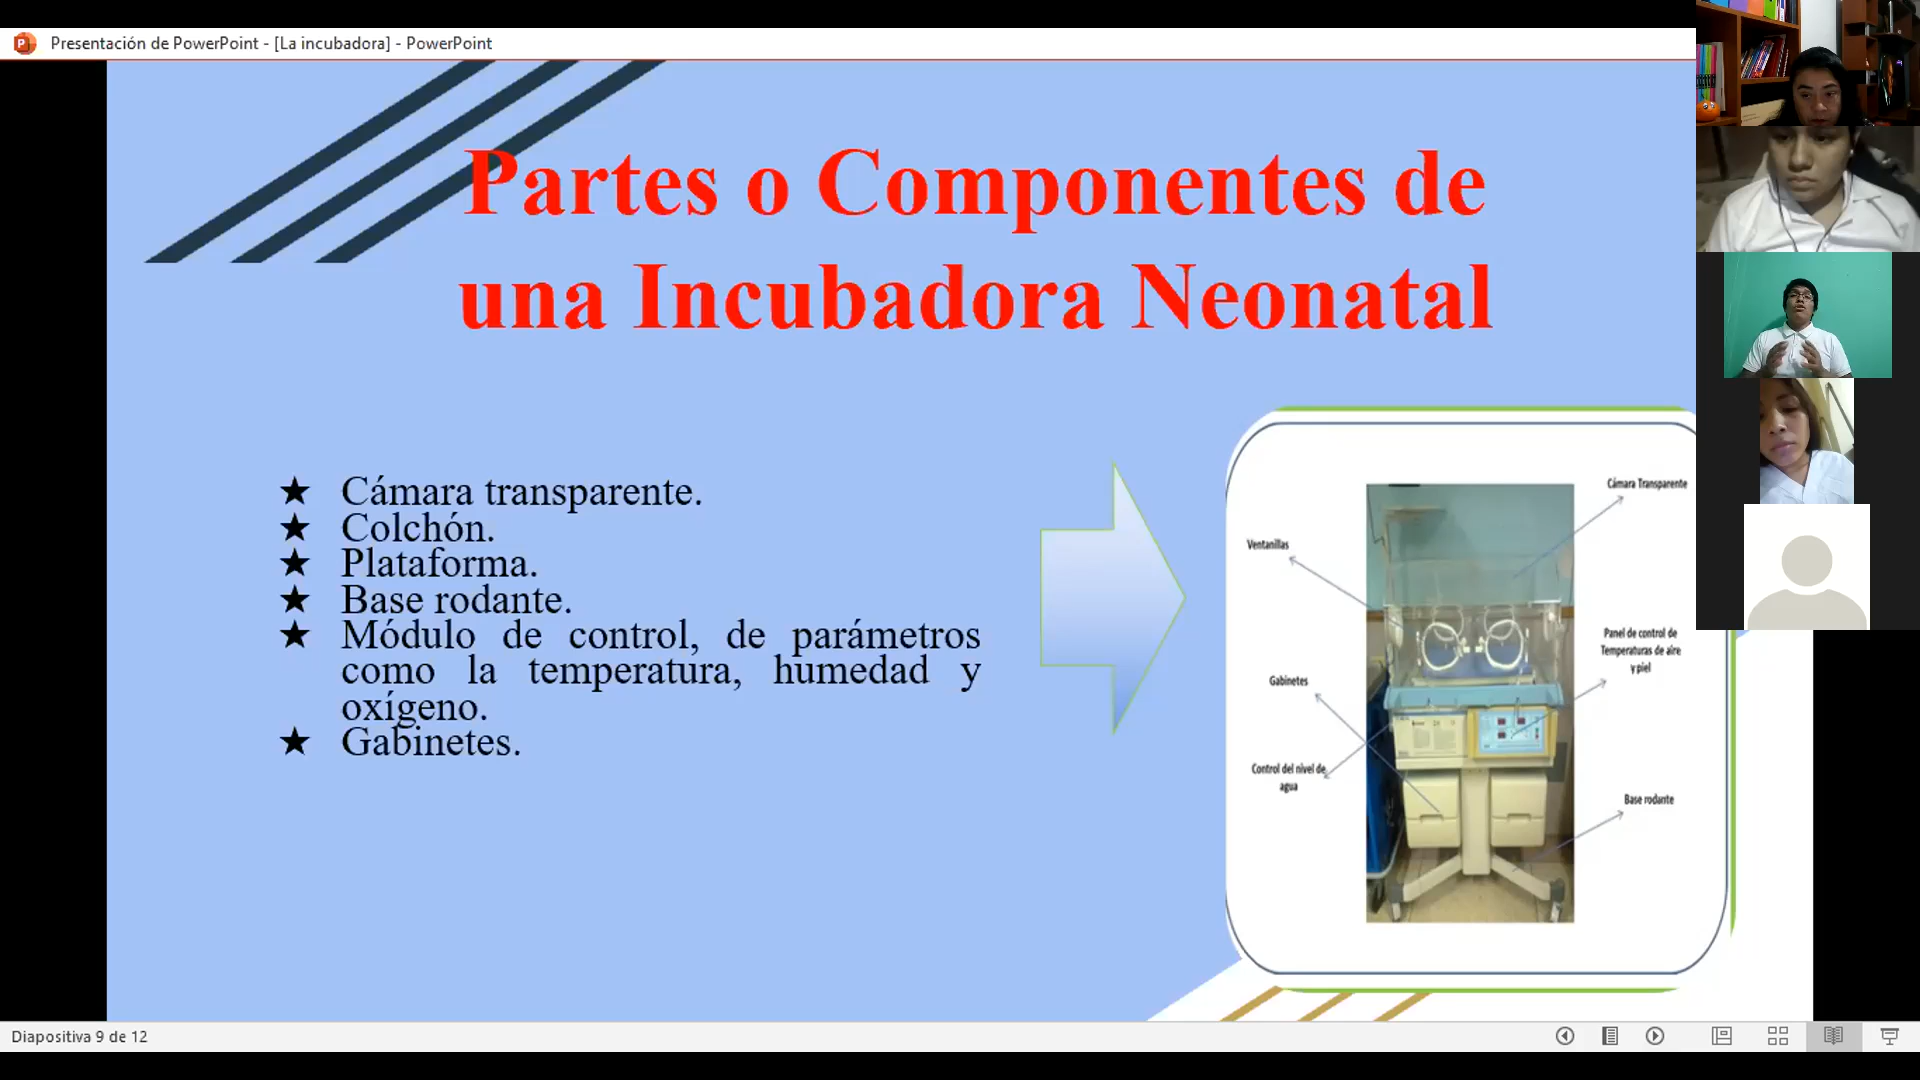 Presentación de PowerPoint - [La incubadora] - PowerPoint
Partes o Componentes de
una Incubadora Neonatal
★ Cámara transparente.
★ Colchón.
★ Plataforma.
★ Base rodante.
★ Módulo de control, de parámetros
como la temperatura, humedad y
oxígeno.
★ Gabinetes.
Cámara Transparente
Ventanillas
Panel de control de
Temperaturas de aire
y piel
Gabinetes
Control del nivel de
agua
Base rodante
Diapositiva 9 de 12